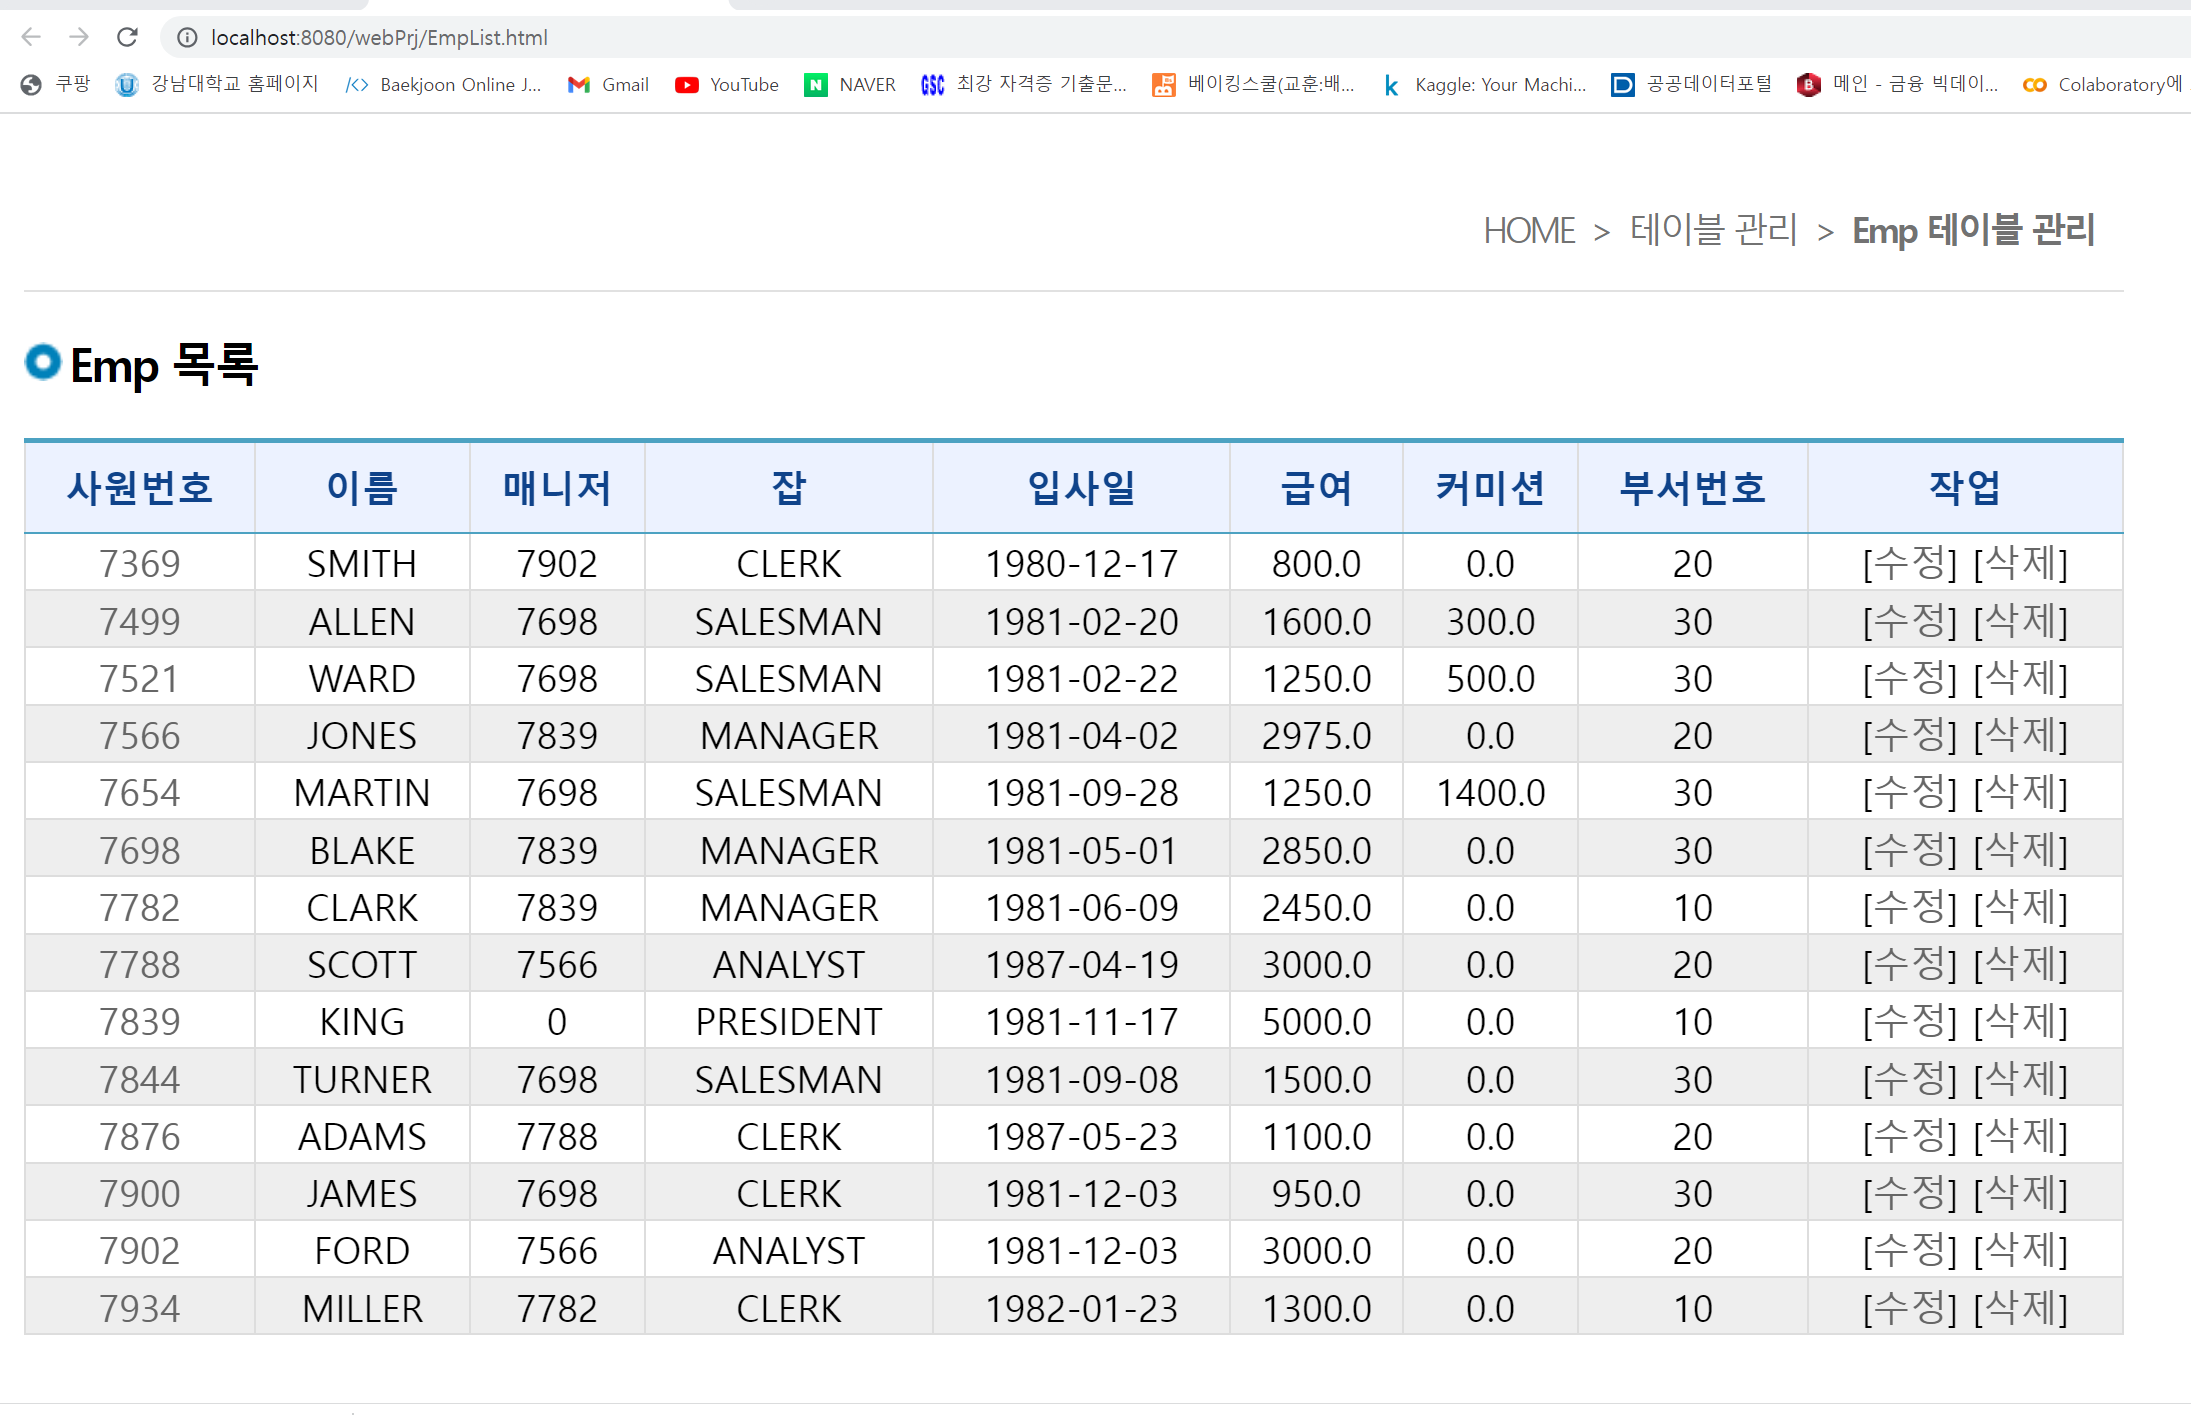 localhost:8080/webPrj/EmpList.html
쿠팡 강남대학교 홈페이지 Baekjoon Online J... Gmail YouTube NAVER GSC 최강 자격증 기출문... 베이킹스쿨(교훈:배... Kaggle: Your Machi... 공공데이터포털 메인 - 금융 빅데이... Colaboratory에
HOME > 테이블 관리 > Emp 테이블 관리
Emp 목록
사원번호 이름 매니저 잡 입사일 급여 커미션 부서번호 작업
7369 SMITH 7902 CLERK 1980-12-17 800.0 0.0 20 [수정] [삭제]
7499 ALLEN 7698 SALESMAN 1981-02-20 1600.0 300.0 30 [수정] [삭제]
7521 WARD 7698 SALESMAN 1981-02-22 1250.0 500.0 30 [수정] [삭제]
7566 JONES 7839 MANAGER 1981-04-02 2975.0 0.0 20 [수정] [삭제]
7654 MARTIN 7698 SALESMAN 1981-09-28 1250.0 1400.0 30 [수정] [삭제]
7698 BLAKE 7839 MANAGER 1981-05-01 2850.0 0.0 30 [수정] [삭제]
7782 CLARK 7839 MANAGER 1981-06-09 2450.0 0.0 10 [수정] [삭제]
7788 SCOTT 7566 ANALYST 1987-04-19 3000.0 0.0 20 [수정] [삭제]
7839 KING 0 PRESIDENT 1981-11-17 5000.0 0.0 10 [수정] [삭제]
7844 TURNER 7698 SALESMAN 1981-09-08 1500.0 0.0 30 [수정] [삭제]
7876 ADAMS 7788 CLERK 1987-05-23 1100.0 0.0 20 [수정] [삭제]
7900 JAMES 7698 CLERK 1981-12-03 950.0 0.0 30 [수정] [삭제]
7902 FORD 7566 ANALYST 1981-12-03 3000.0 0.0 20 [수정] [삭제]
7934 MILLER 7782 CLERK 1982-01-23 1300.0 0.0 10 [수정] [삭제]